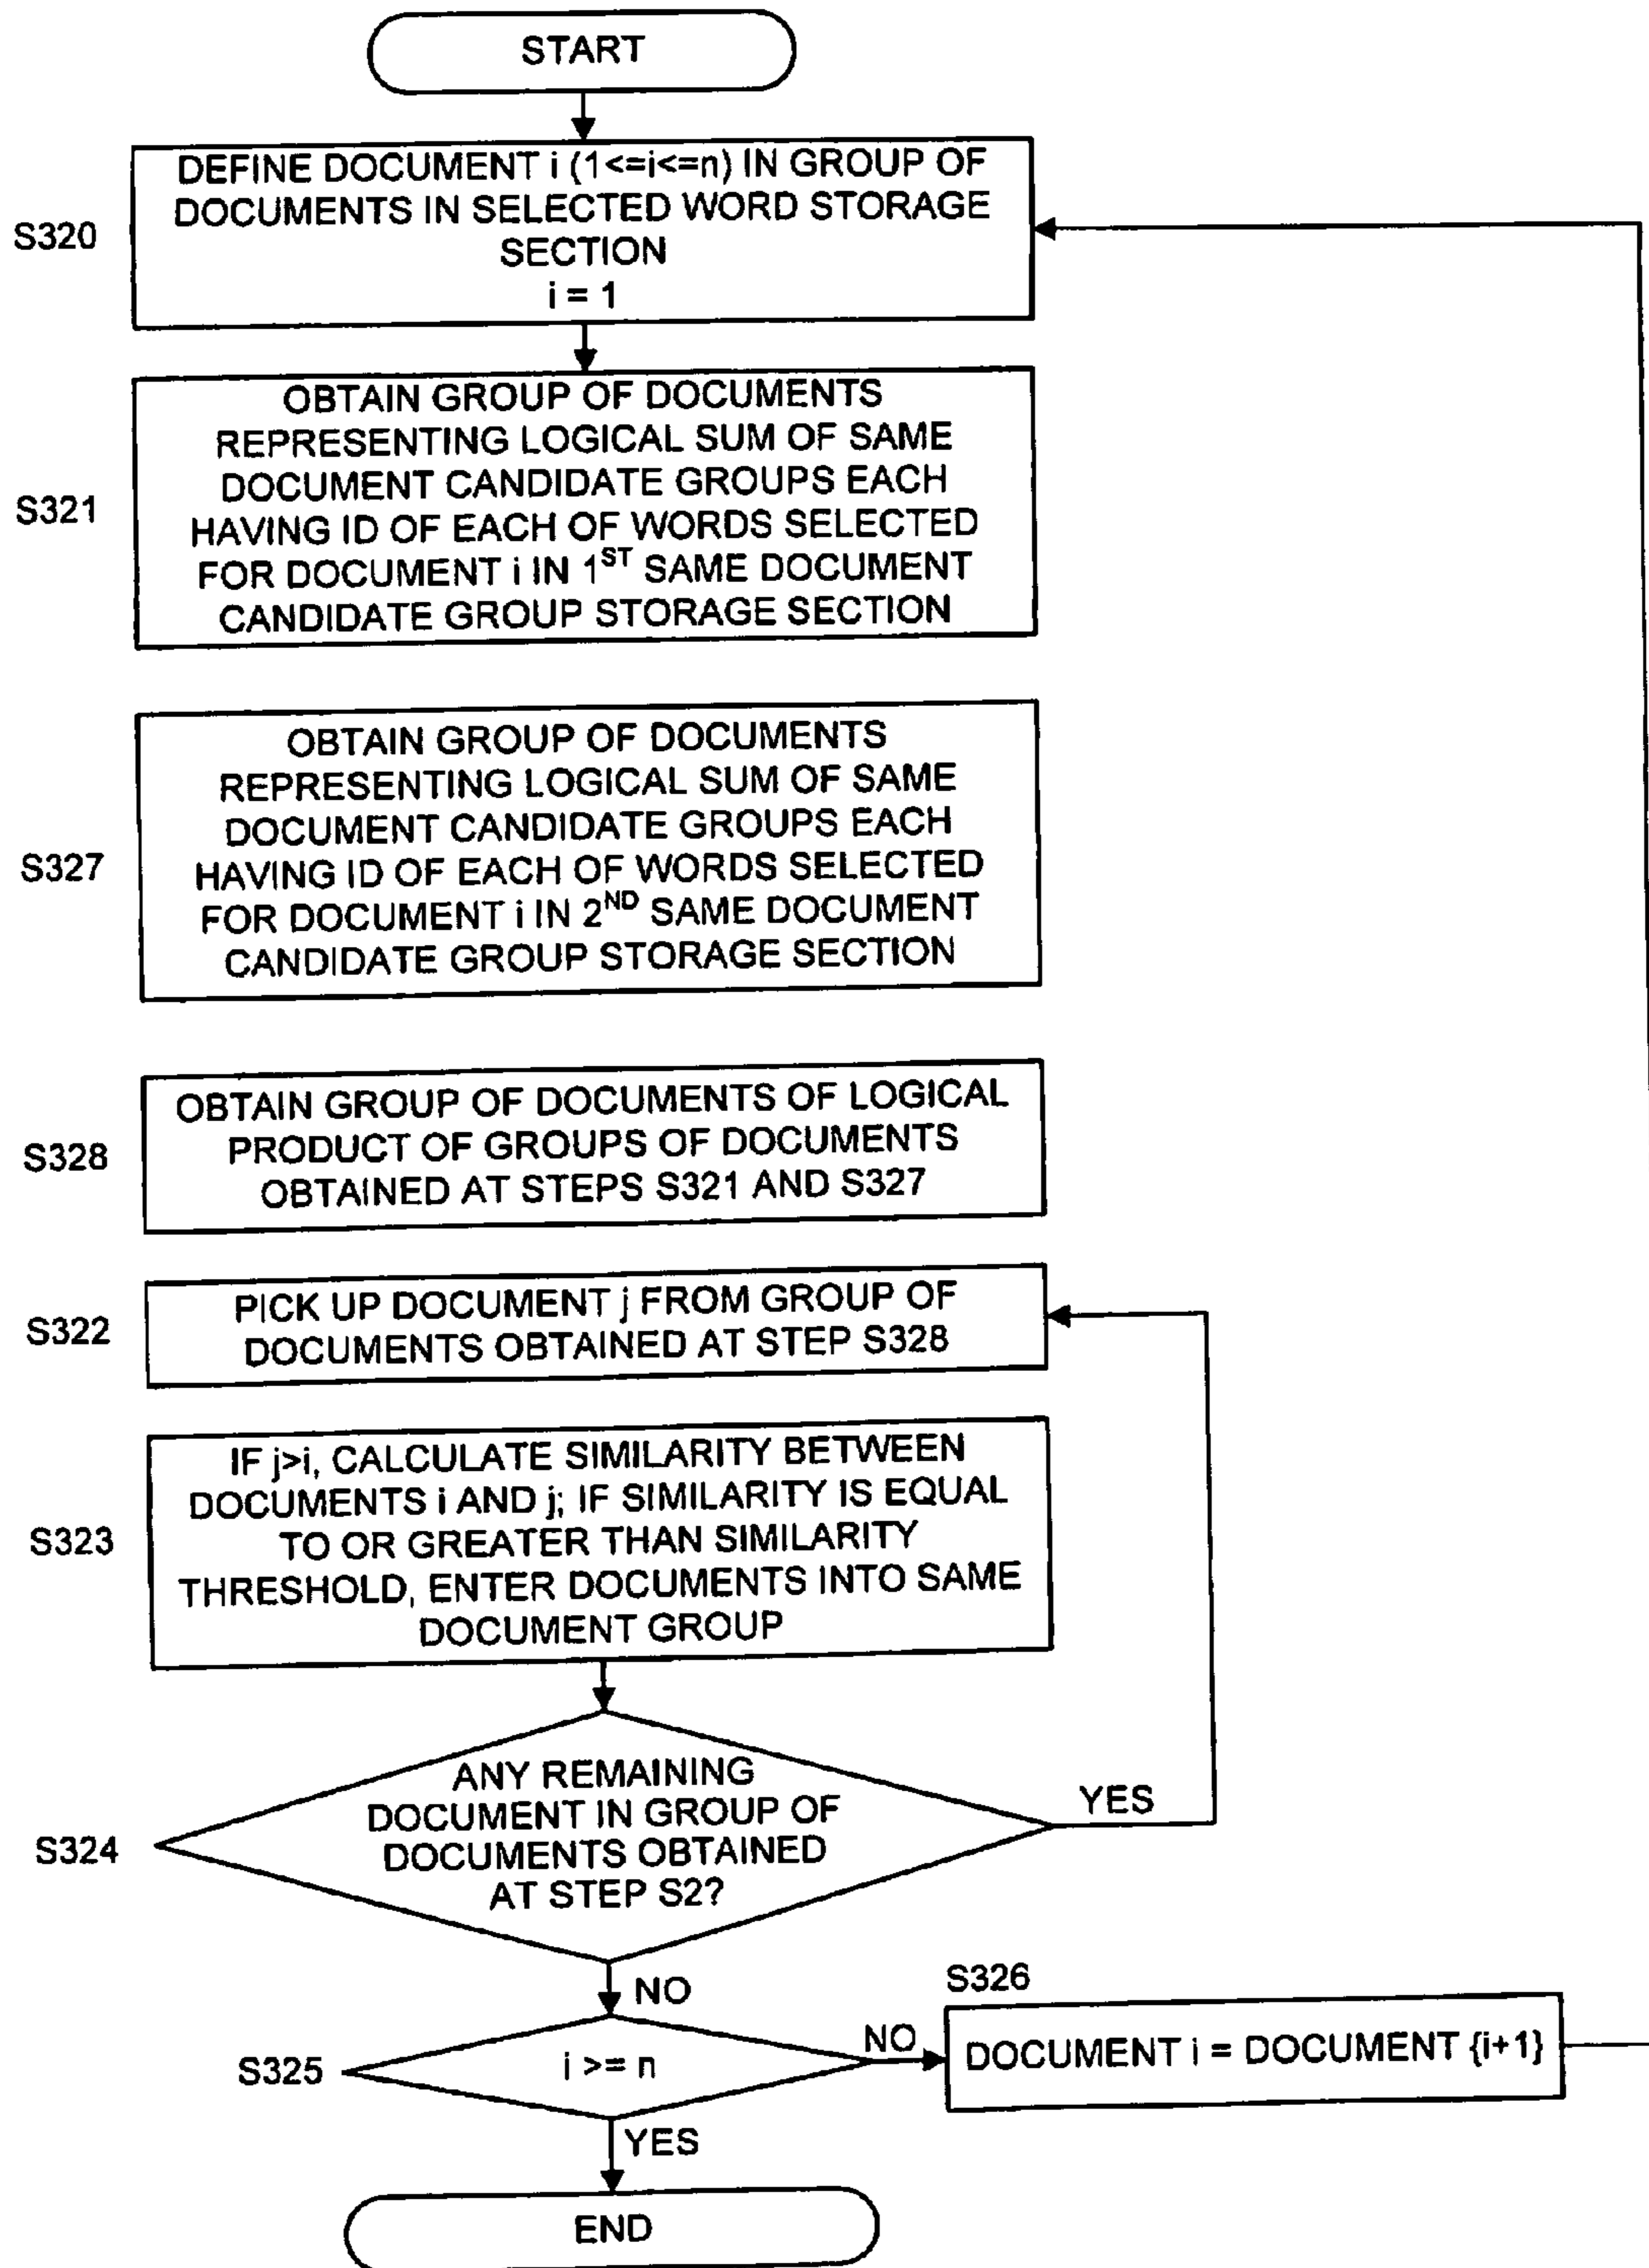 START
S320
DEFINE DOCUMENT i (1<=i<=n) IN GROUP OF
DOCUMENTS IN SELECTED WORD STORAGE
SECTION
i = 1
S321
OBTAIN GROUP OF DOCUMENTS
REPRESENTING LOGICAL SUM OF SAME
DOCUMENT CANDIDATE GROUPS EACH
HAVING ID OF EACH OF WORDS SELECTED
FOR DOCUMENT i IN 1ST SAME DOCUMENT
CANDIDATE GROUP STORAGE SECTION
S327
OBTAIN GROUP OF DOCUMENTS
REPRESENTING LOGICAL SUM OF SAME
DOCUMENT CANDIDATE GROUPS EACH
HAVING ID OF EACH OF WORDS SELECTED
FOR DOCUMENT i IN 2ND SAME DOCUMENT
CANDIDATE GROUP STORAGE SECTION
S328
OBTAIN GROUP OF DOCUMENTS OF LOGICAL
PRODUCT OF GROUPS OF DOCUMENTS
OBTAINED AT STEPS S321 AND S327
S322
PICK UP DOCUMENT j FROM GROUP OF
DOCUMENTS OBTAINED AT STEP S328
S323
IF j>i, CALCULATE SIMILARITY BETWEEN
DOCUMENTS i AND j; IF SIMILARITY IS EQUAL
TO OR GREATER THAN SIMILARITY
THRESHOLD, ENTER DOCUMENTS INTO SAME
DOCUMENT GROUP
S324
ANY REMAINING
DOCUMENT IN GROUP OF
DOCUMENTS OBTAINED
AT STEP S2?
YES
NO
S325
i >= n
NO
S326
DOCUMENT i = DOCUMENT {i+1}
YES
END